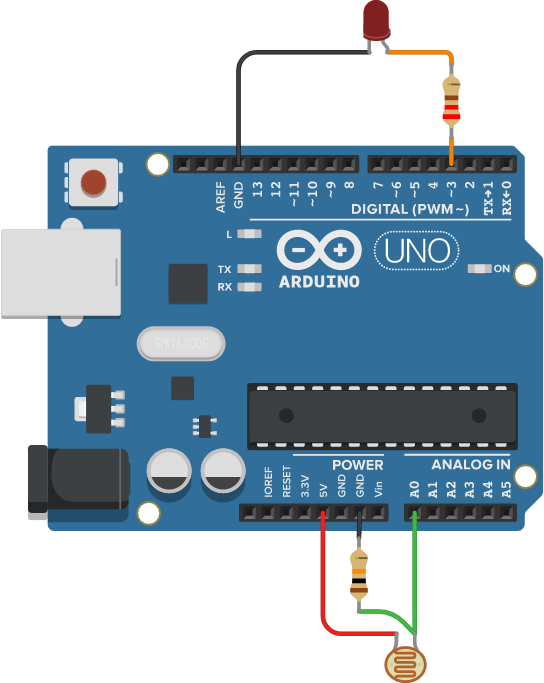 AREF
GND
13
12
~11
~10
~9
8
7
~6
~5
4
~3
2
TX→1
RX←0
DIGITAL (PWM~)
L
TX
RX
ARDUINO
UNO
ON
SPK16.000G
POWER
ANALOG IN
IOREF
RESET
3.3V
5V
GND
GND
Vin
A0
A1
A2
A3
A4
A5